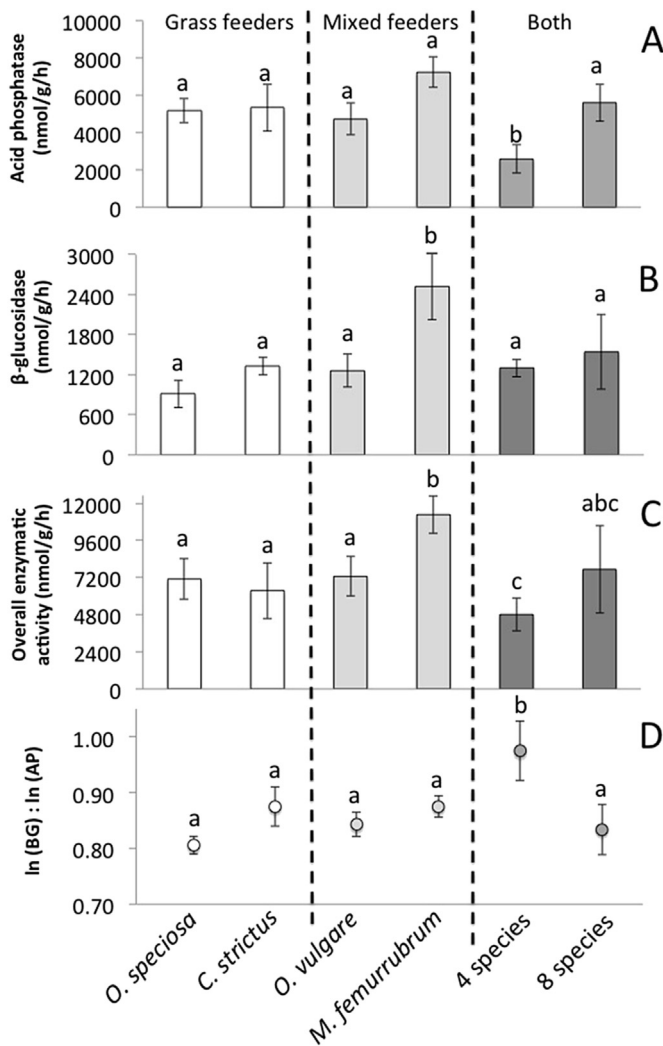 Grass feeders Mixed feeders Both
A
Acid phosphatase
(nmol/g/h)
10000
8000
6000
4000
2000
0
a a a a b a
B
β-glucosidase
(nmol/g/h)
3000
2400
1800
1200
600
0
a a a b a a
C
Overall enzymatic
activity (nmol/g/h)
12000
9600
7200
4800
2400
0
a a a b c abc
D
ln (BG) : ln (AP)
1.00
0.90
0.80
0.70
a a a a b a
O. speciosa
C. strictus
O. vulgare
M. femurrubrum
4 species
8 species